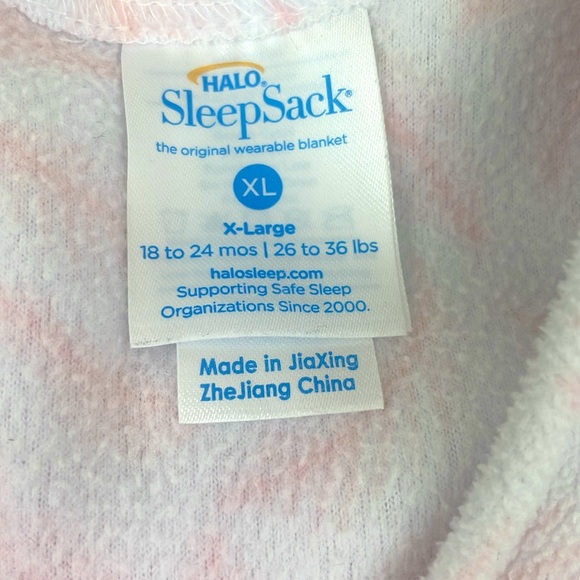 HALO®
SleepSack®
the original wearable blanket
XL
X-Large
18 to 24 mos | 26 to 36 lbs
halosleep.com
Supporting Safe Sleep
Organizations Since 2000.
Made in JiaXing
ZheJiang China